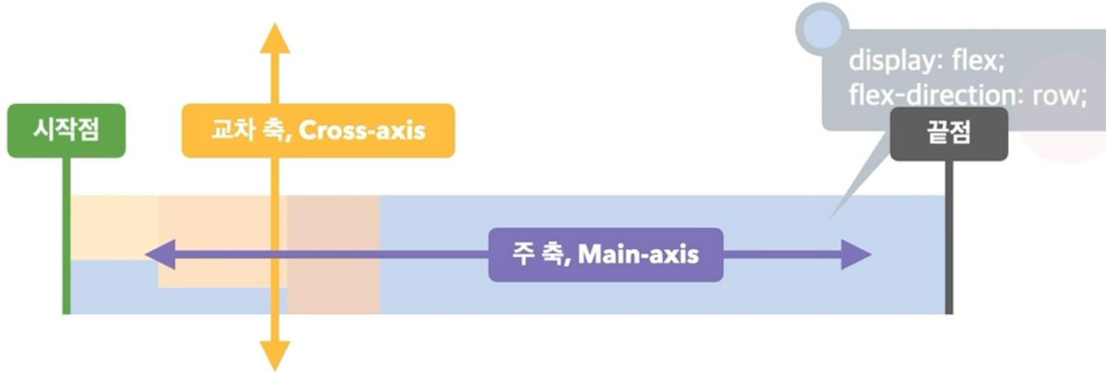 display: flex;
flex-direction: row;
시작점
교차 축, Cross-axis
끝점
주 축, Main-axis